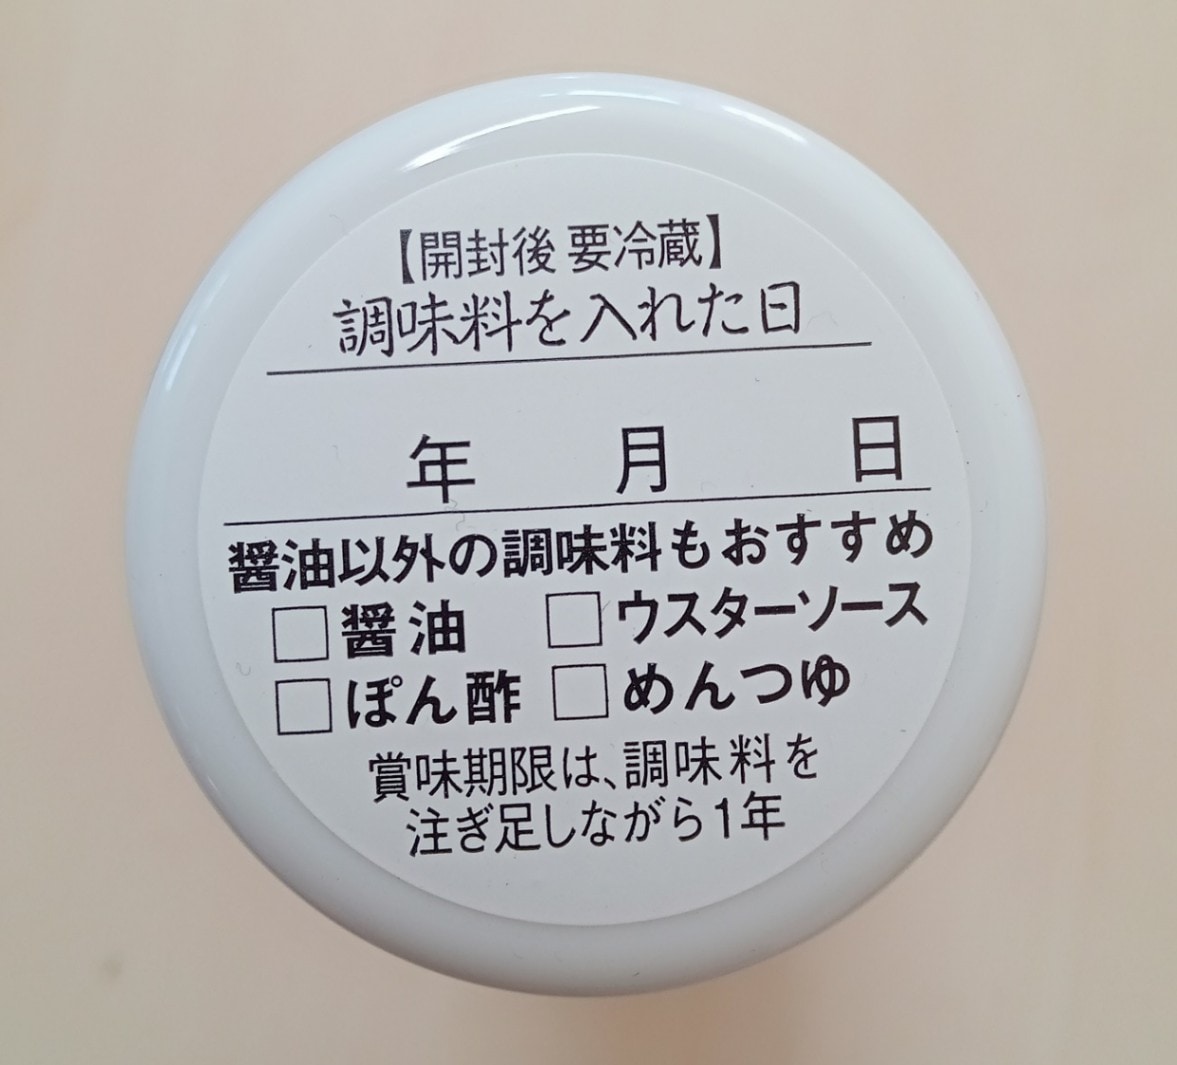 【開封後 要冷蔵】
調味料を入れた日
年 月 日
醤油以外の調味料もおすすめ
□醤油 □ウスターソース
□ぽん酢 □めんつゆ
賞味期限は、調味料を
注ぎ足しながら1年